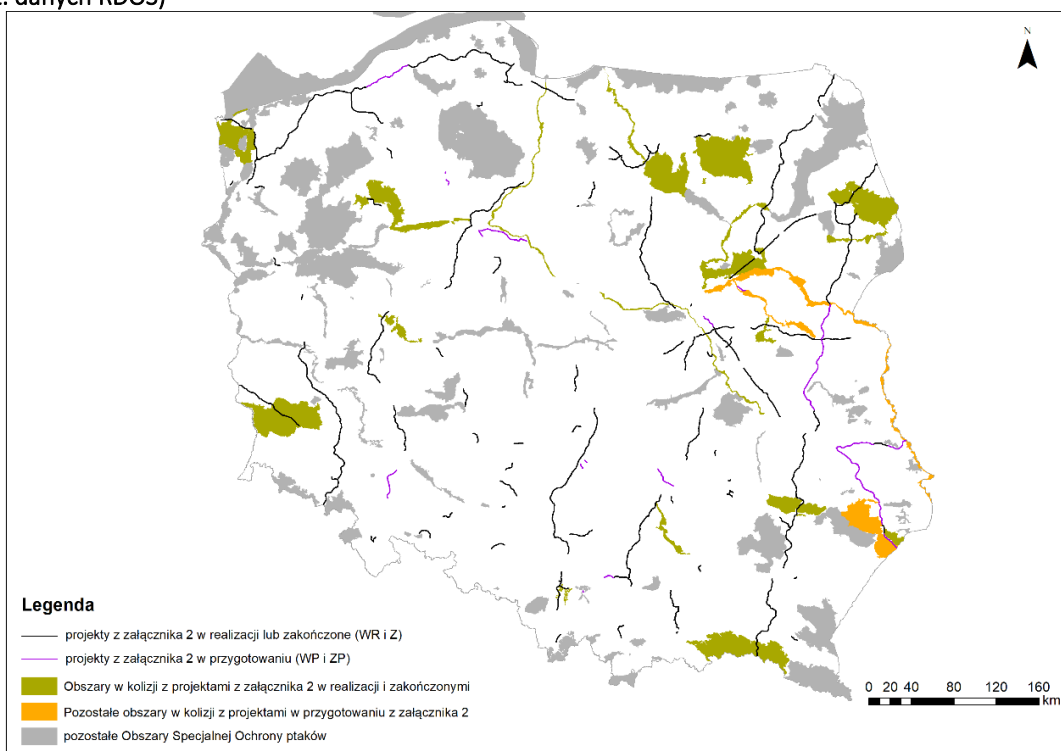 z. danych RDOŚ)
N
Legenda
projekty z załącznika 2 w realizacji lub zakończone (WR i Z)
projekty z załącznika 2 w przygotowaniu (WP i ZP)
Obszary w kolizji z projektami z załącznika 2 w realizacji i zakończonymi
Pozostałe obszary w kolizji z projektami w przygotowaniu z załącznika 2
pozostałe Obszary Specjalnej Ochrony ptaków
0 20 40 80 120 160
km